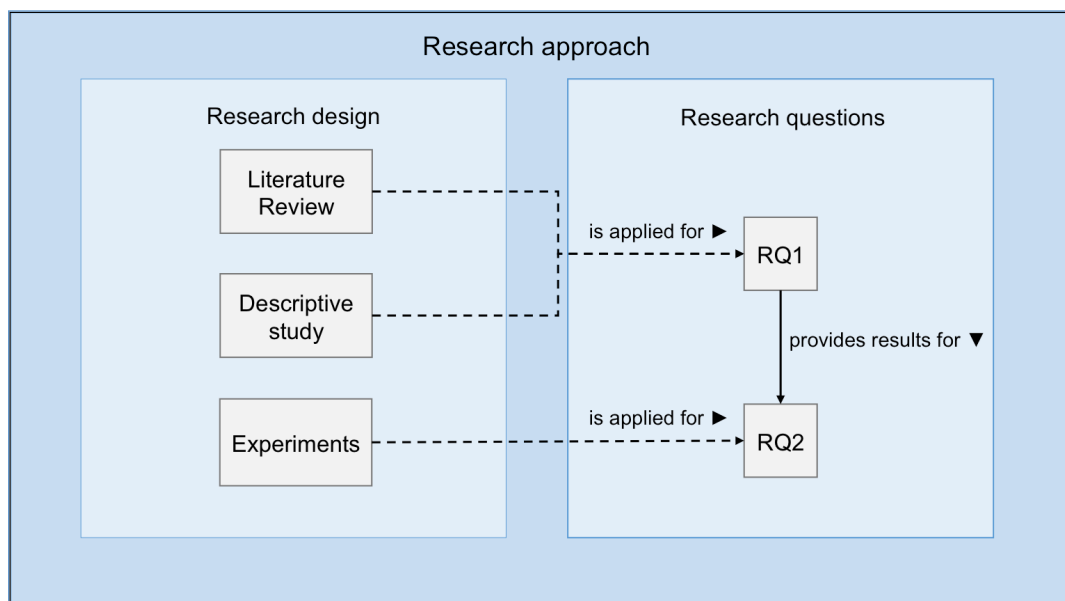 Research approach
Research design
Literature
Review
Descriptive
study
Experiments
Research questions
is applied for ►
RQ1
provides results for ▼
is applied for ►
RQ2